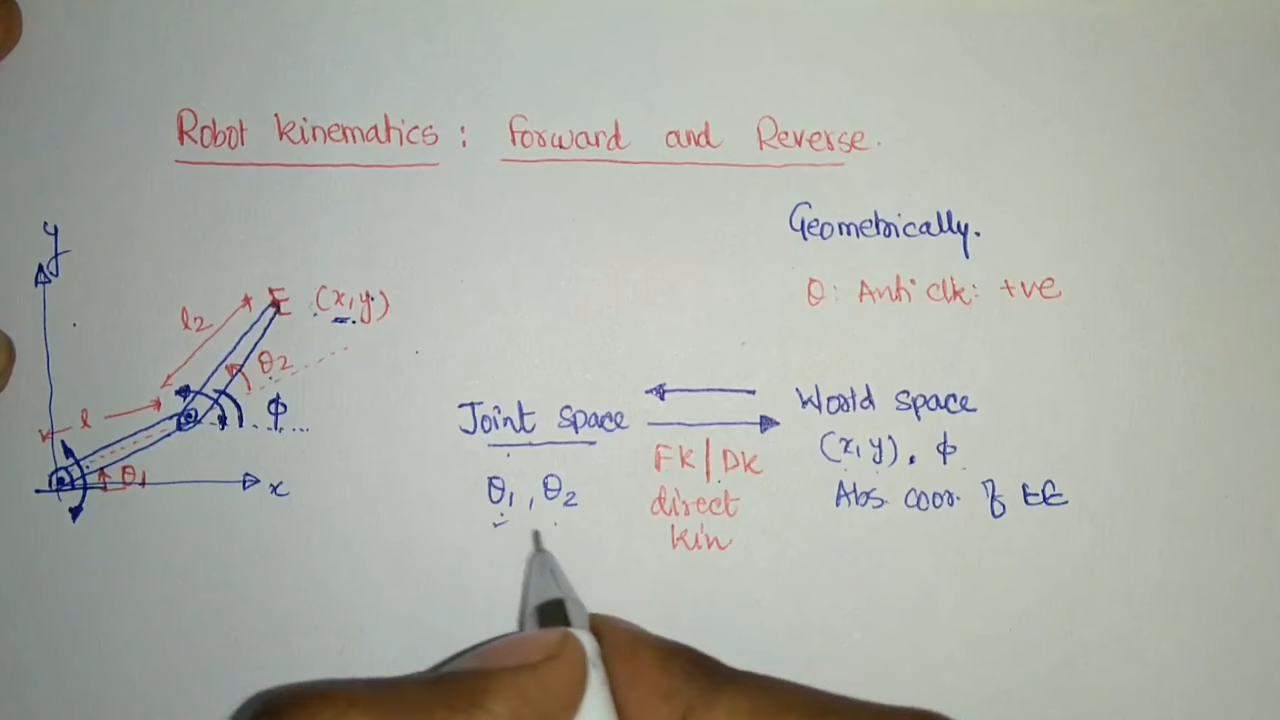 Robot kinematics : Forward and Reverse.
Geometrically.
θ: Anti clk: +ve
y
l2
E (x,y)
θ2
l
ϕ
θ1
x
Joint space
θ1, θ2
FK/DK
direct
kin
World space
(x,y), ϕ
Abs. coor. of EE